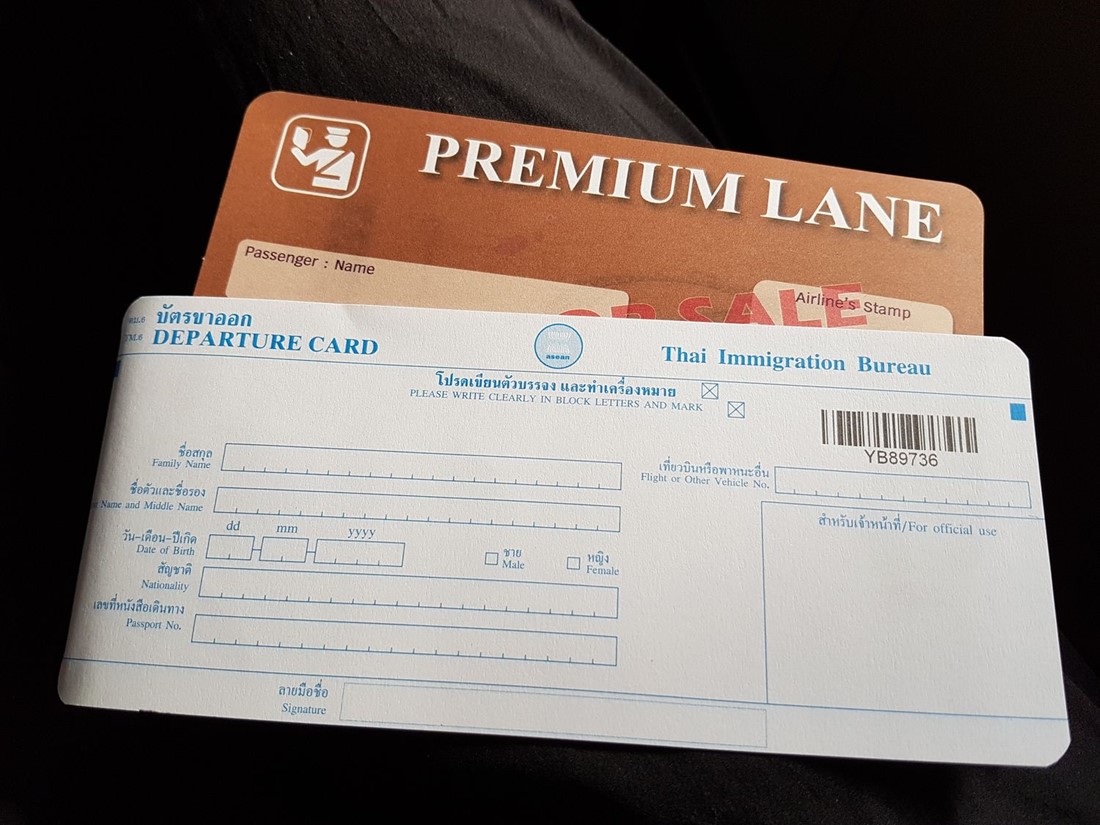 PREMIUM LANE
Passenger : Name
OR SALE
Airline's Stamp
ตม.6 บัตรขาออก
TM.6 DEPARTURE CARD
asean
Thai Immigration Bureau
โปรดเขียนตัวบรรจง และทำเครื่องหมาย
PLEASE WRITE CLEARLY IN BLOCK LETTERS AND MARK
YB89736
ชื่อสกุล
Family Name
เที่ยวบินหรือพาหนะอื่น
Flight or Other Vehicle No.
ชื่อตัวและชื่อรอง
Name and Middle Name
dd mm yyyy
วัน-เดือน-ปีเกิด
Date of Birth
ชาย
Male
หญิง
Female
สำหรับเจ้าหน้าที่/For official use
สัญชาติ
Nationality
เลขที่หนังสือเดินทาง
Passport No.
ลายมือชื่อ
Signature